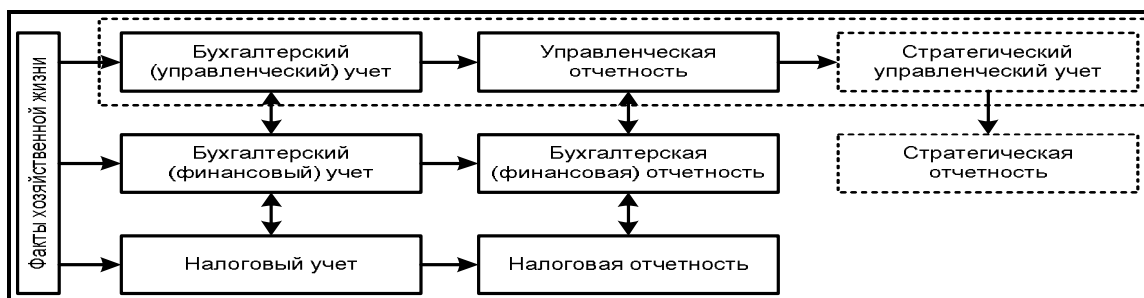 Факты хозяйственной жизни
Бухгалтерский
(управленческий) учет
Управленческая
отчетность
Стратегический
управленческий учет
Бухгалтерский
(финансовый) учет
Бухгалтерская
(финансовая) отчетность
Стратегическая
отчетность
Налоговый учет
Налоговая отчетность